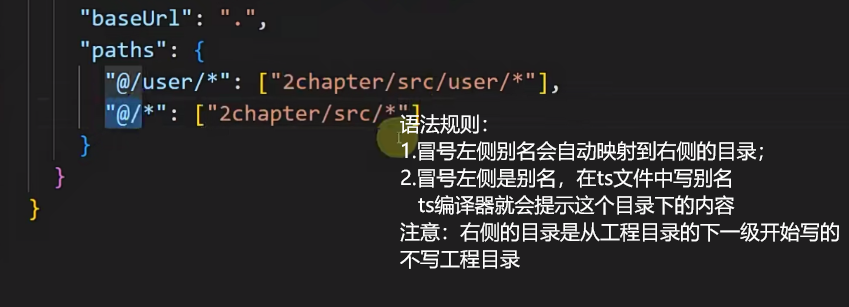 "baseUrl": ".",
"paths": {
"@/user/*": ["2chapter/src/user/*"],
"@/*": ["2chapter/src/*"]
}
}
}
语法规则：
1.冒号左侧别名会自动映射到右侧的目录；
2.冒号左侧是别名，在ts文件中写别名
ts编译器就会提示这个目录下的内容
注意：右侧的目录是从工程目录的下一级开始写的
不写工程目录